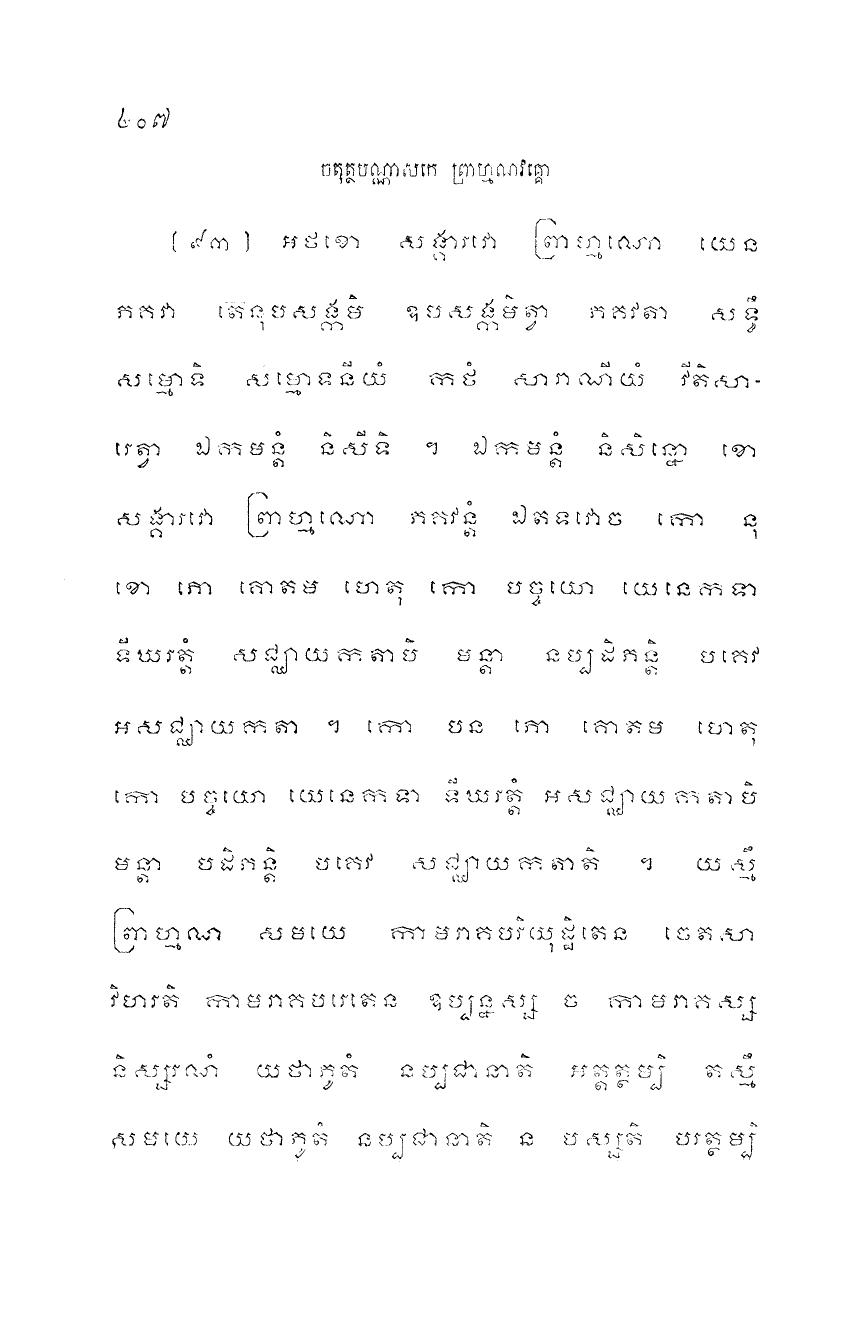 ៤០៧
ចតុត្ថបណ្ណាសកេ ព្រាហ្មណវគ្គោ
[ ៩៣ ] អថខោ សង្គារវោ ព្រាហ្មណោ យេន
ភគវា តេនុបសង្កមិ ឧបសង្កមិត្វា ភគវតា សទ្ធឹ
សម្មោទិ សម្មោទនីយំ កថំ សារាណីយំ វីតិសា-
រេត្វា ឯកមន្តំ និសីទិ ។ ឯកមន្តំ និសិន្នោ ខោ
សង្គារវោ ព្រាហ្មណោ ភគវន្តំ ឯតទវោច កោ នុ
ខោ ភោ គោតម ហេតុ កោ បច្ចយោ យេនេកទា
ទីឃរត្តំ សជ្ឈាយកតាបិ មន្តា នប្បដិភន្តិ បគេវ
អសជ្ឈាយកតា ។ កោ បន ភោ គោតម ហេតុ
កោ បច្ចយោ យេនេកទា ទីឃរត្តំ អសជ្ឈាយកតាបិ
មន្តា បដិភន្តិ បគេវ សជ្ឈាយកតាតិ ។ យស្មឹ
ព្រាហ្មណ សមយេ កាមរាគបរិយុដ្ឋិតេន ចេតសា
វិហរតិ កាមរាគបរេតេន ឧប្បន្នស្ស ច កាមរាគស្ស
និស្សរណំ យថាភូតំ នប្បជានាតិ អត្តត្ថម្បិ តស្មឹ
សមយេ យថាភូតំ នប្បជានាតិ ន បស្សតិ បរត្ថម្បិ